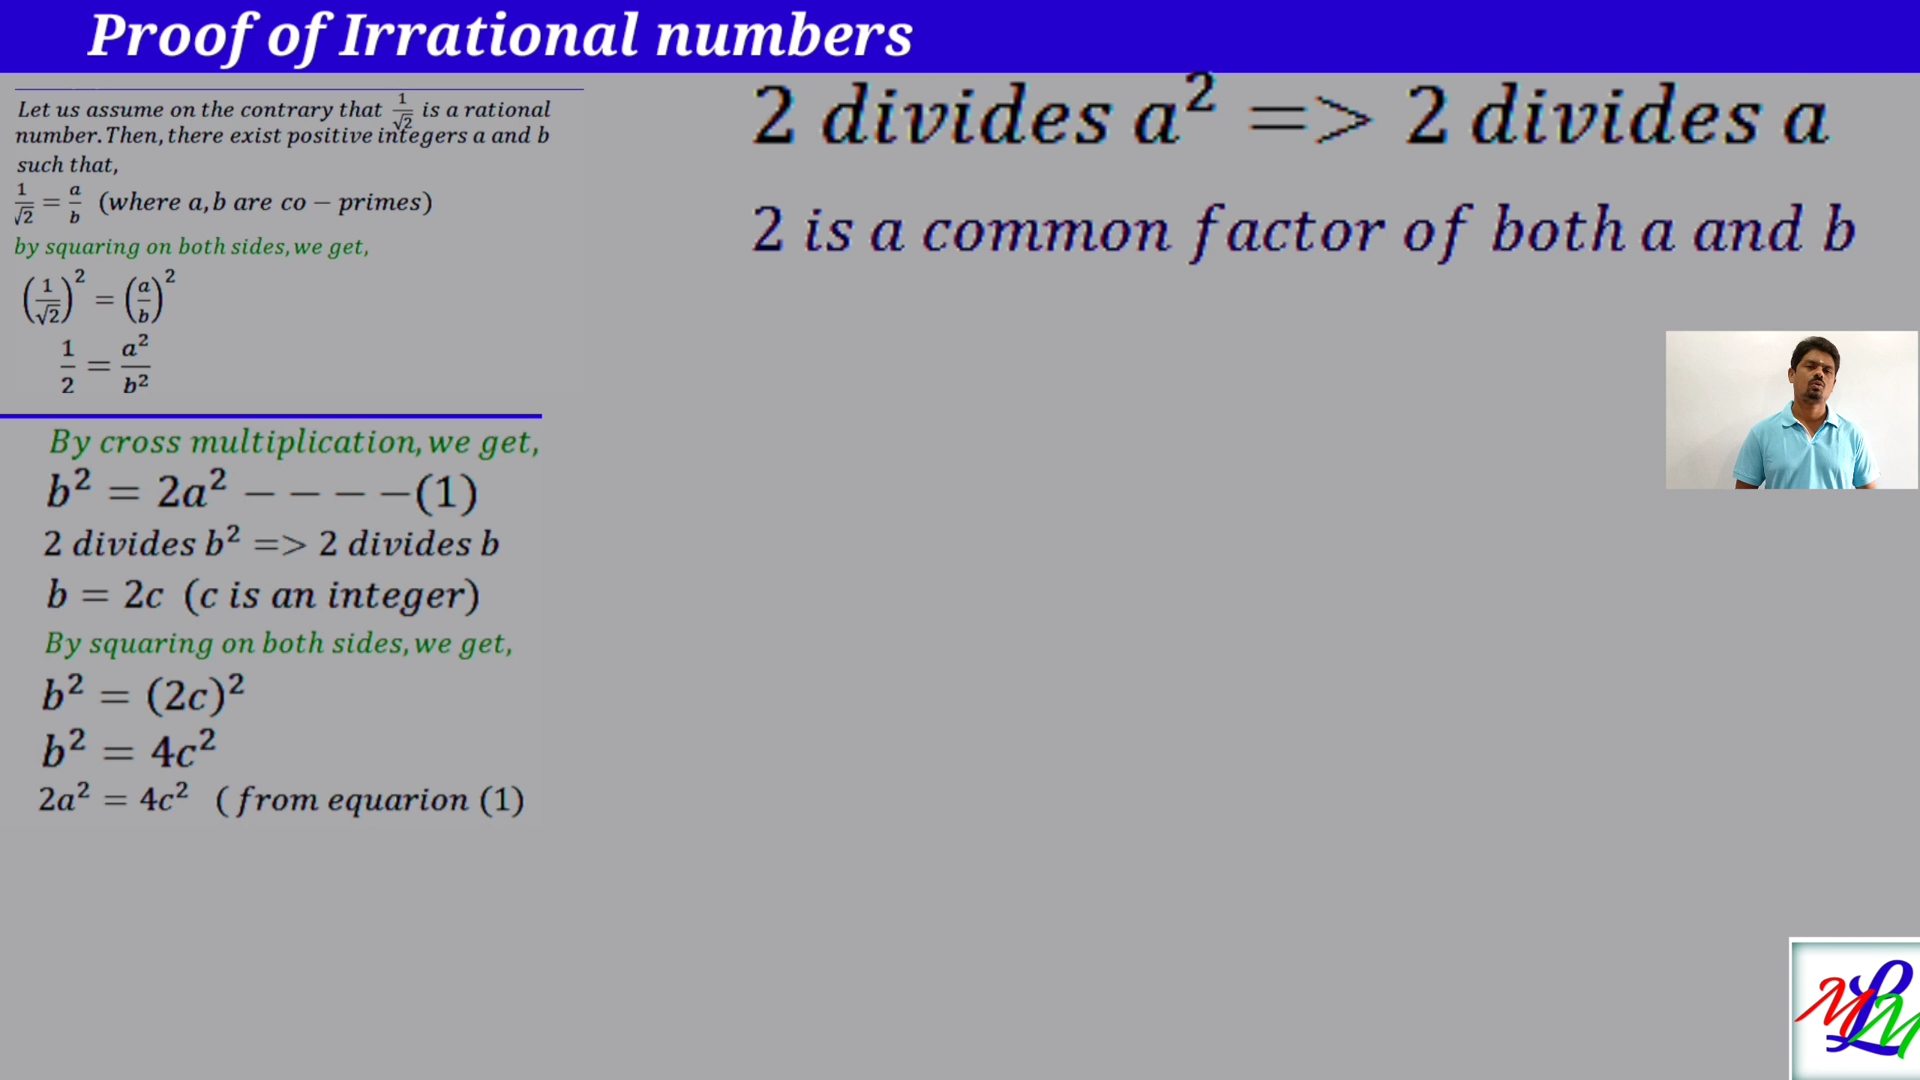 Proof of Irrational numbers
Let us assume on the contrary that 1/√2 is a rational
number. Then, there exist positive integers a and b
such that,
1/√2 = a/b (where a, b are co – primes)
by squaring on both sides, we get,
(1/√2)² = (a/b)²
1/2 = a²/b²
By cross multiplication, we get,
b² = 2a² – – – –(1)
2 divides b² => 2 divides b
b = 2c (c is an integer)
By squaring on both sides, we get,
b² = (2c)²
b² = 4c²
2a² = 4c² ( from equarion (1)
2 divides a² => 2 divides a
2 is a common factor of both a and b
MLM